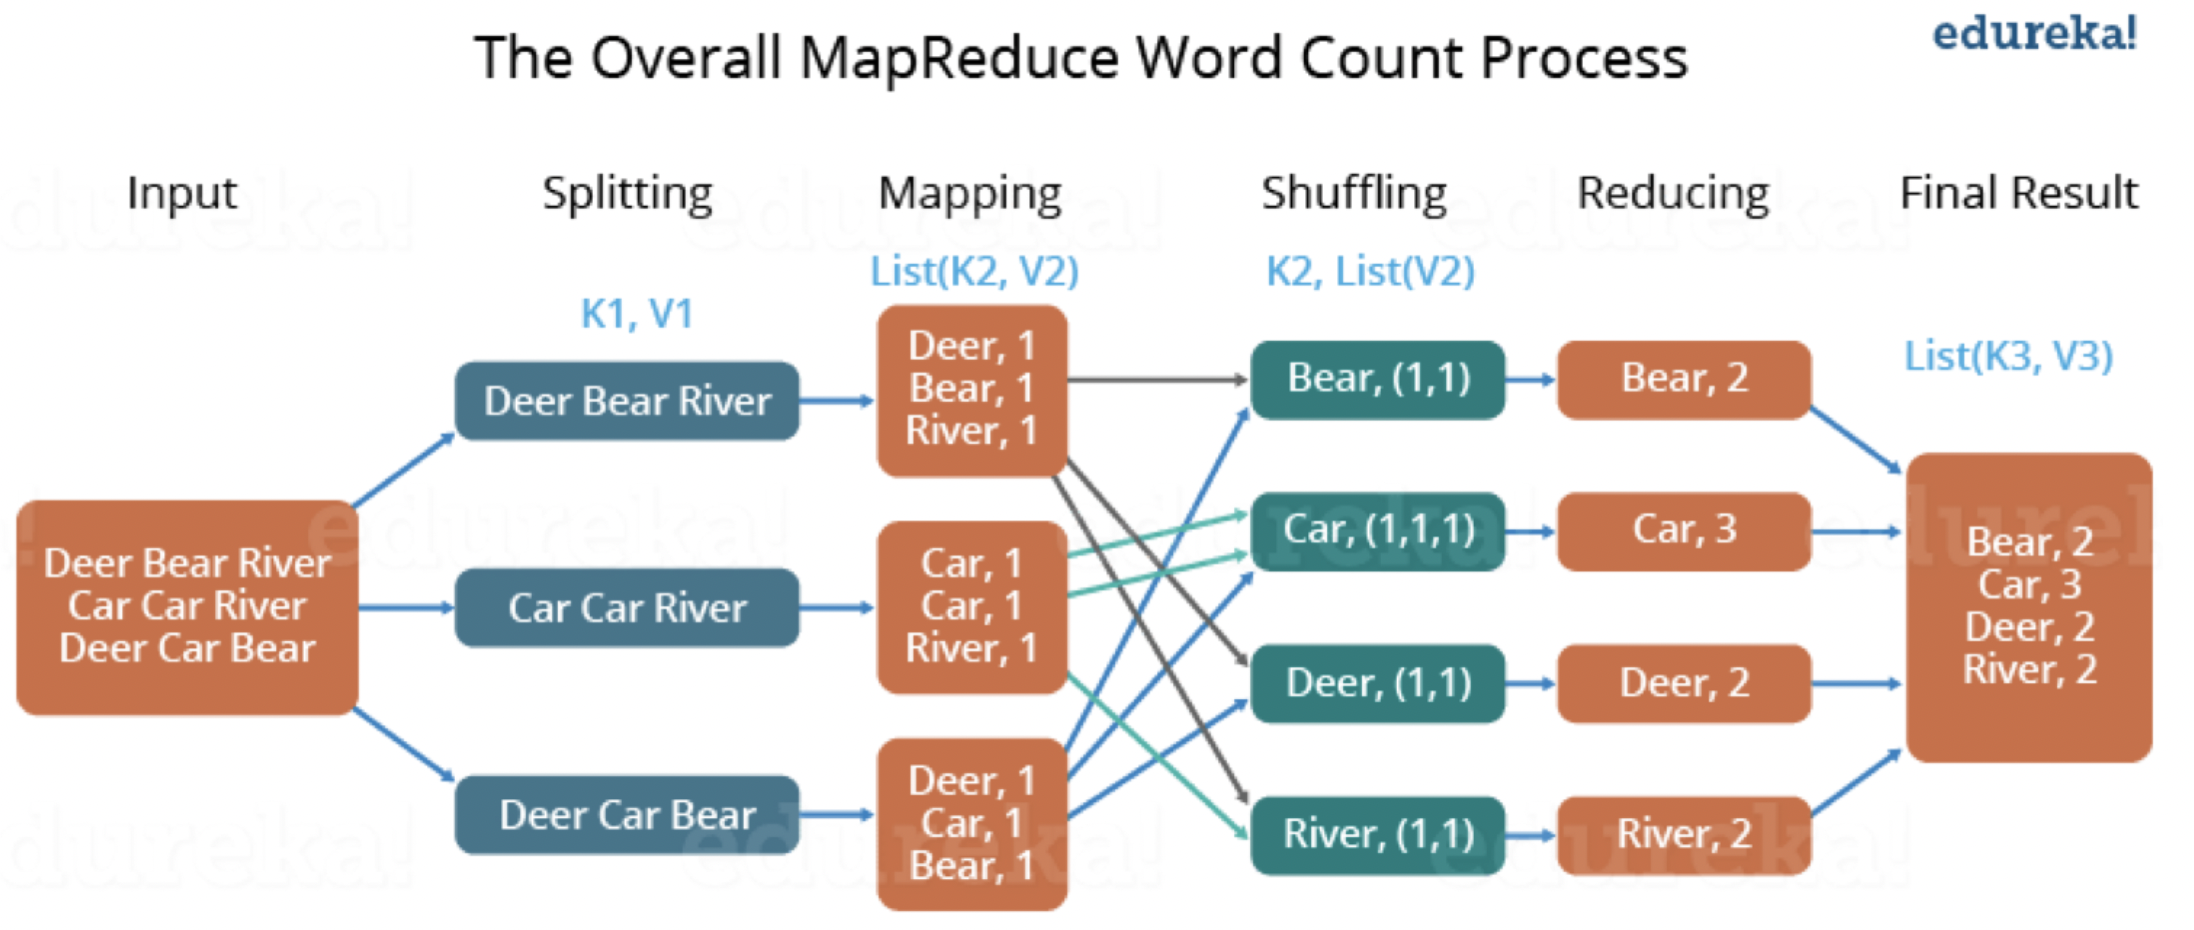 The Overall MapReduce Word Count Process
edureka!
Input
Splitting
Mapping
Shuffling
Reducing
Final Result
K1, V1
List(K2, V2)
K2, List(V2)
List(K3, V3)
Deer Bear River
Car Car River
Deer Car Bear
Deer Bear River
Car Car River
Deer Car Bear
Deer, 1
Bear, 1
River, 1
Car, 1
Car, 1
River, 1
Deer, 1
Car, 1
Bear, 1
Bear, (1,1)
Car, (1,1,1)
Deer, (1,1)
River, (1,1)
Bear, 2
Car, 3
Deer, 2
River, 2
Bear, 2
Car, 3
Deer, 2
River, 2